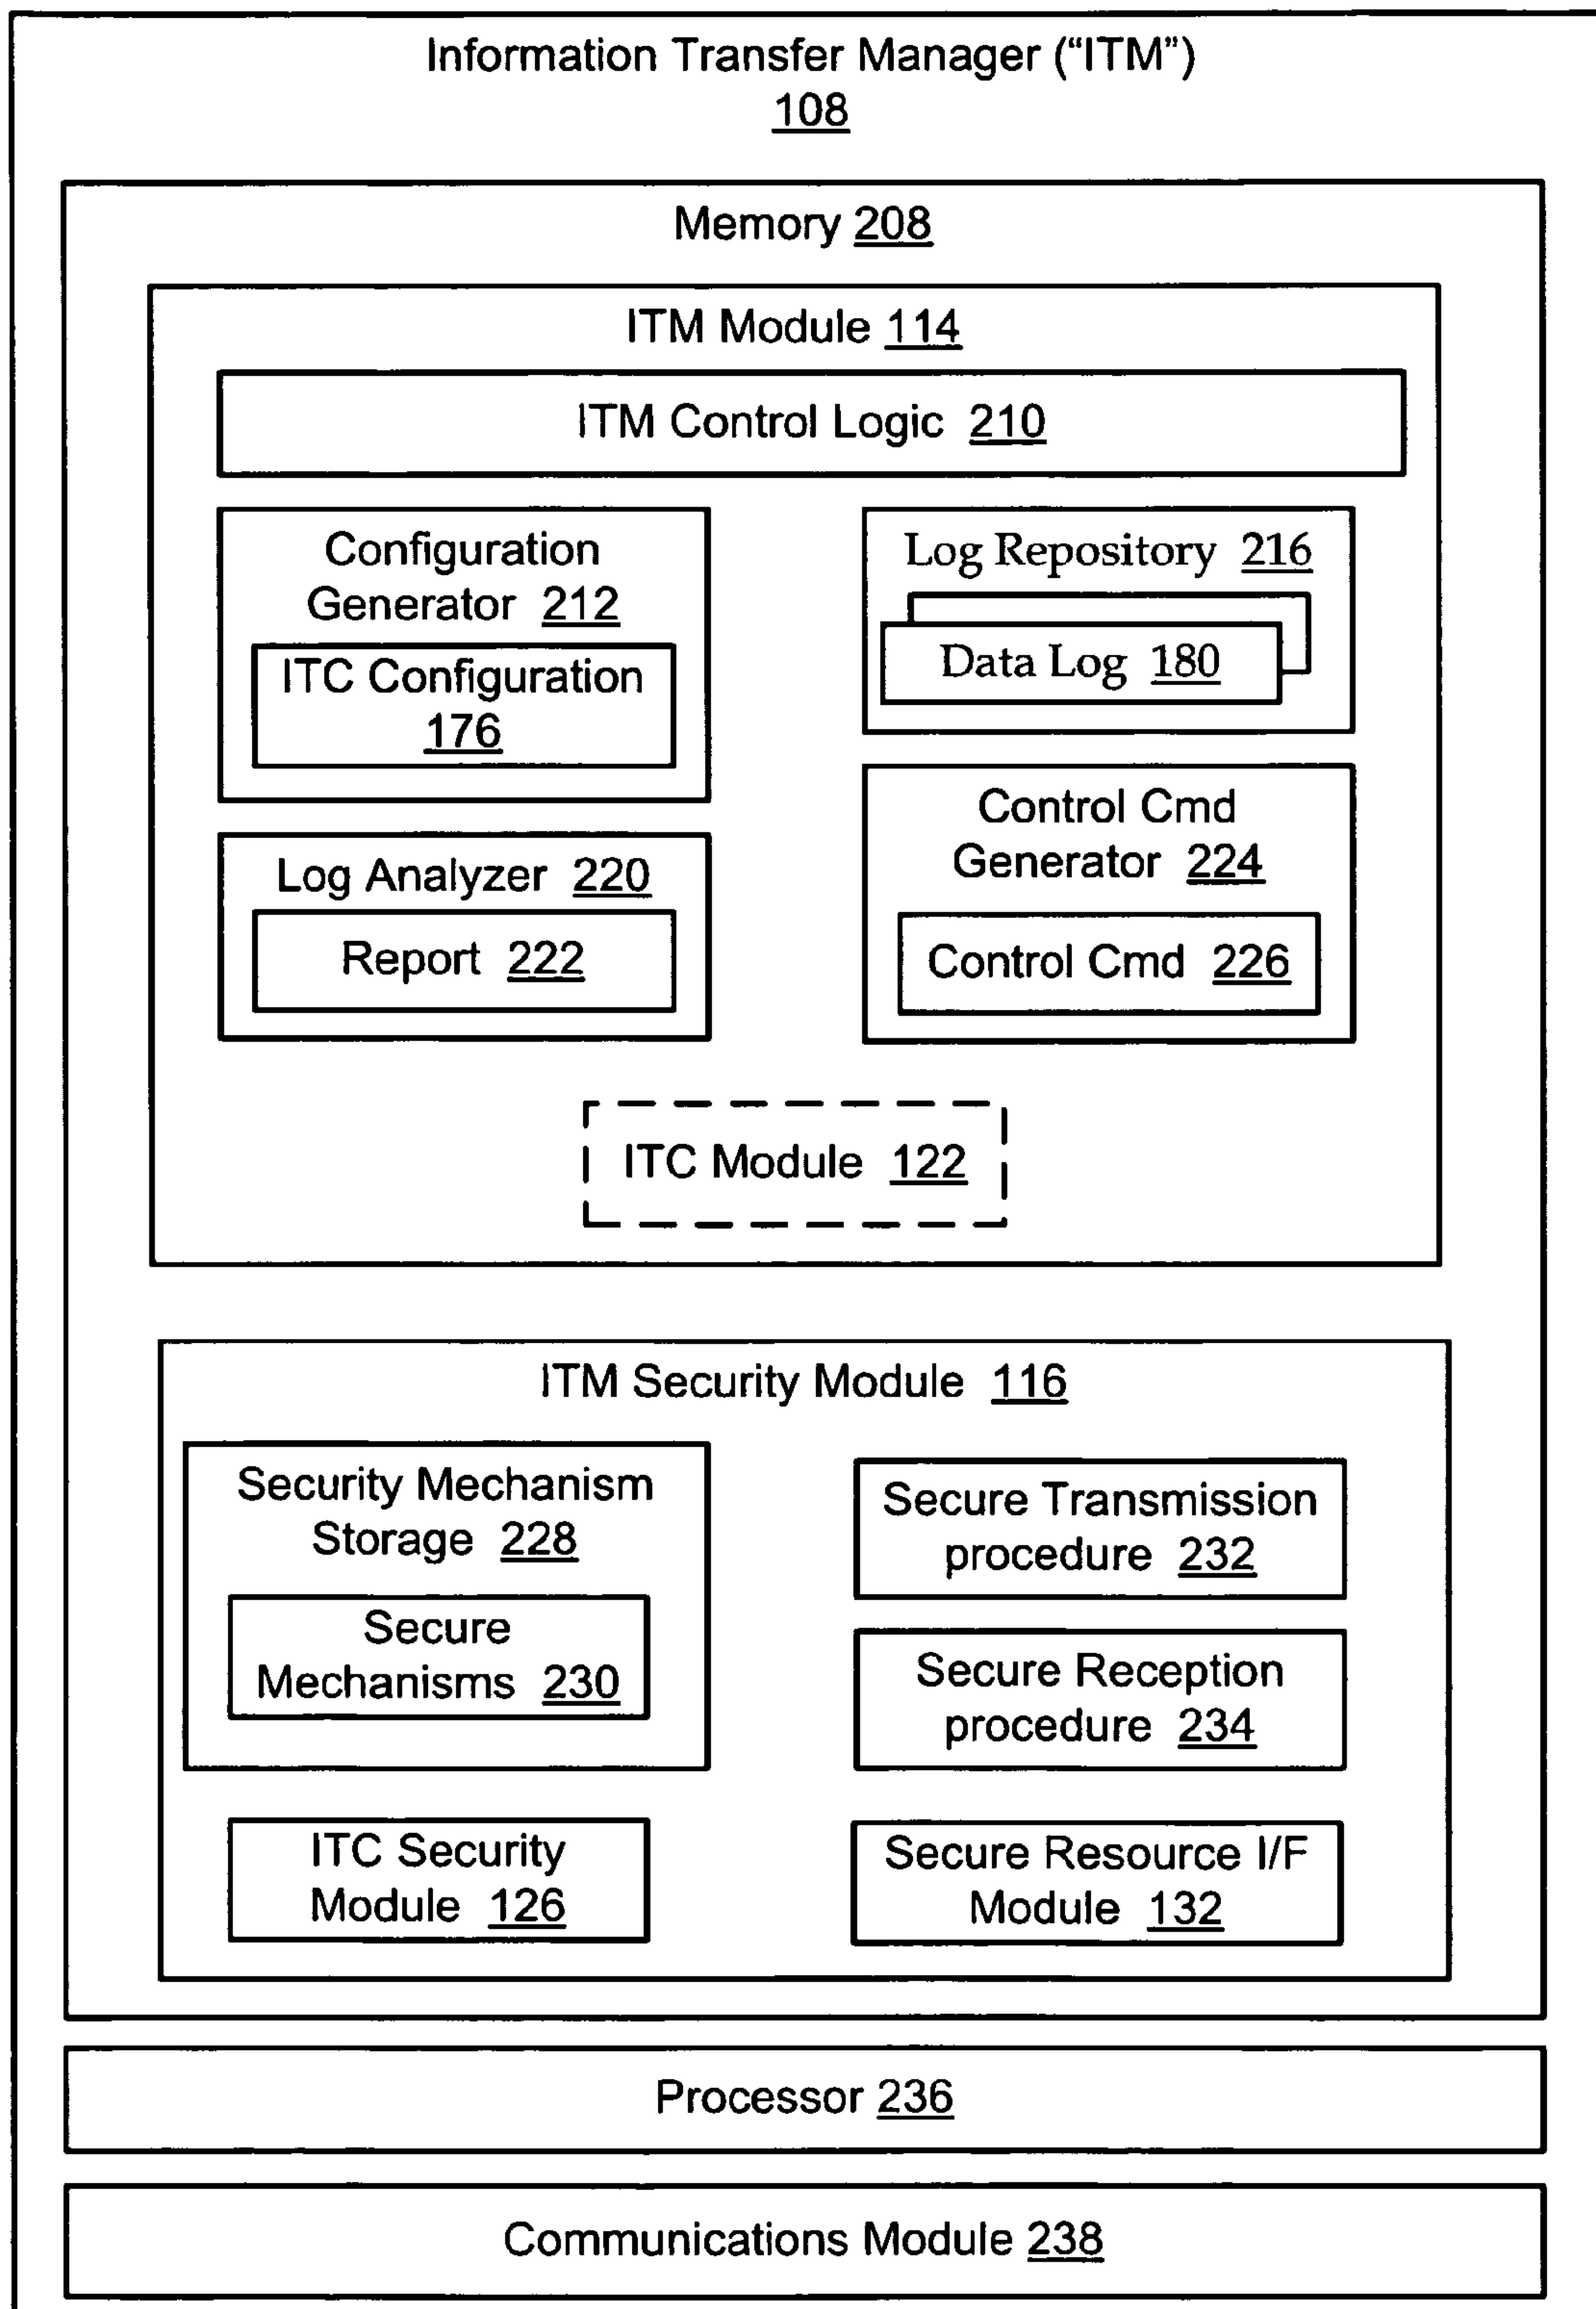 Information Transfer Manager (“ITM”)
108
Memory 208
ITM Module 114
ITM Control Logic 210
Configuration
Generator 212
ITC Configuration
176
Log Repository 216
Data Log 180
Log Analyzer 220
Report 222
Control Cmd
Generator 224
Control Cmd 226
ITC Module 122
ITM Security Module 116
Security Mechanism
Storage 228
Secure
Mechanisms 230
Secure Transmission
procedure 232
Secure Reception
procedure 234
ITC Security
Module 126
Secure Resource I/F
Module 132
Processor 236
Communications Module 238